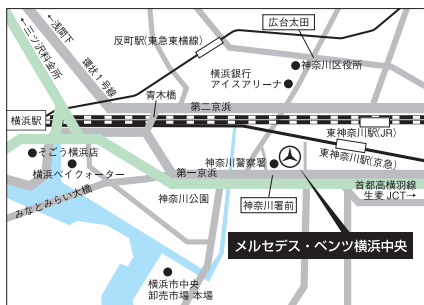 ←浅間下
←三ツ沢料金所
環状1号線
反町駅(東急東横線)
広台太田
神奈川区役所
横浜銀行
アイスアリーナ
青木橋
第二京浜
横浜駅
東神奈川駅(JR)
東神奈川駅(京急)
そごう横浜店
横浜ベイクォーター
第一京浜
神奈川警察署
首都高横羽線
生麦JCT→
みなとみらい大橋
神奈川公園
神奈川署前
メルセデス・ベンツ横浜中央
横浜市中央
卸売市場 本場